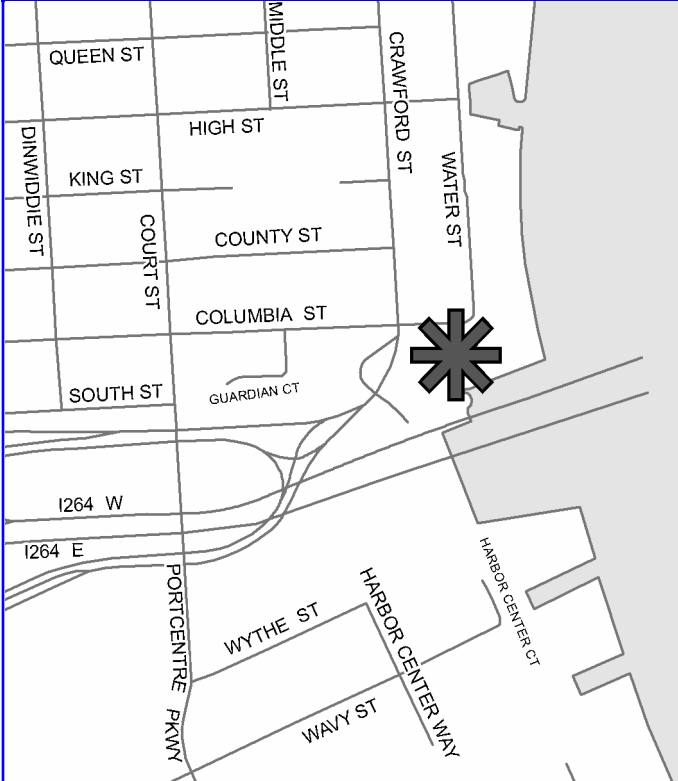 MIDDLE ST
QUEEN ST
CRAWFORD ST
HIGH ST
DINWIDDIE ST
WATER ST
KING ST
COURT ST
COUNTY ST
COLUMBIA ST
SOUTH ST
GUARDIAN CT
I264 W
I264 E
HARBOR CENTER CT
PORTCENTRE PKWY
HARBOR CENTER WAY
WYTHE ST
WAVY ST